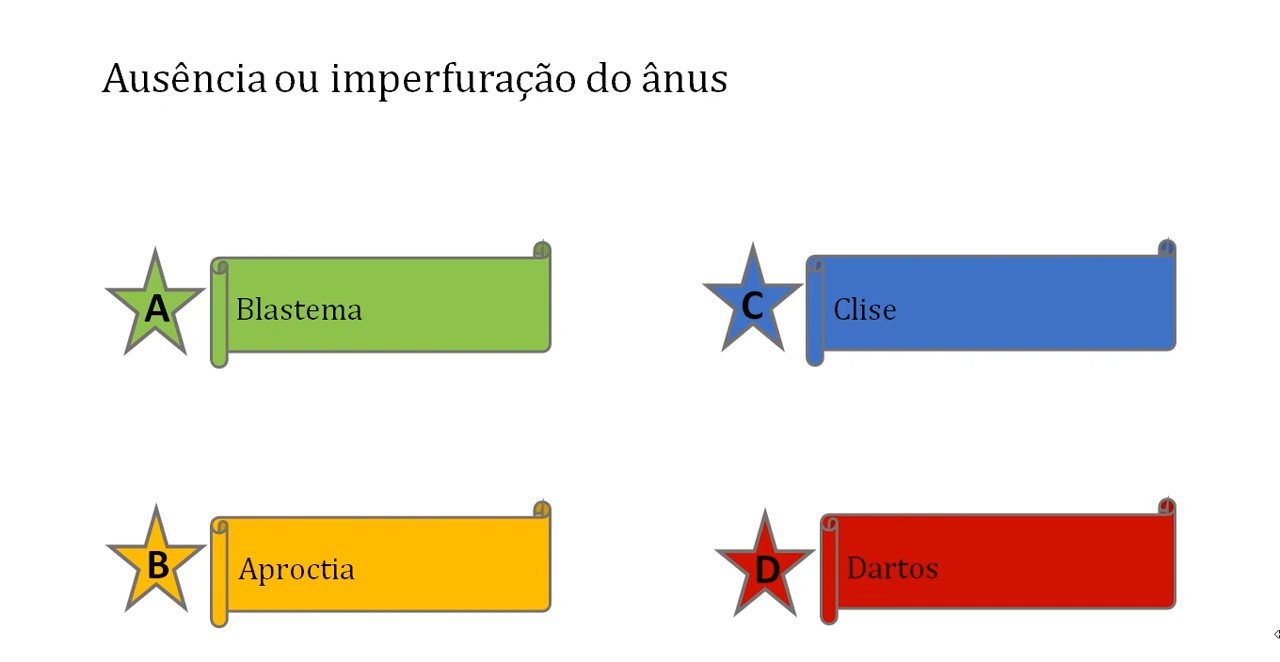 Ausência ou imperfuração do ânus
A Blastema
C Clise
B Aproctia
D Dartos